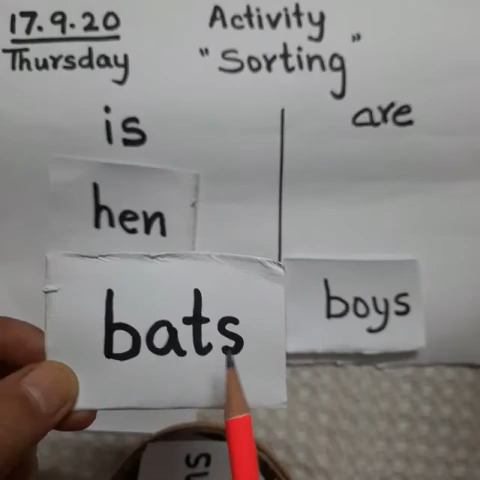 17.9.20
Thursday
Activity
"Sorting"
is
are
hen
bats
boys